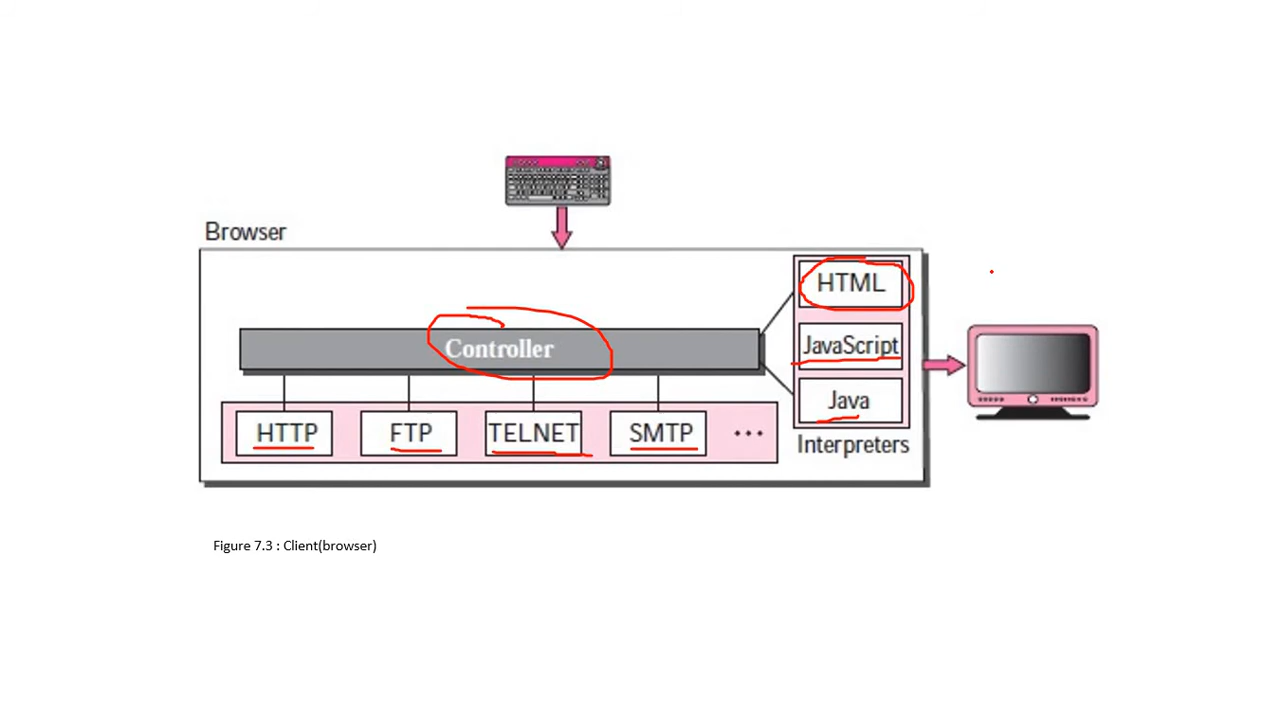 Browser
HTML
Controller
JavaScript
Java
HTTP
FTP
TELNET
SMTP
...
Interpreters
Figure 7.3 : Client(browser)